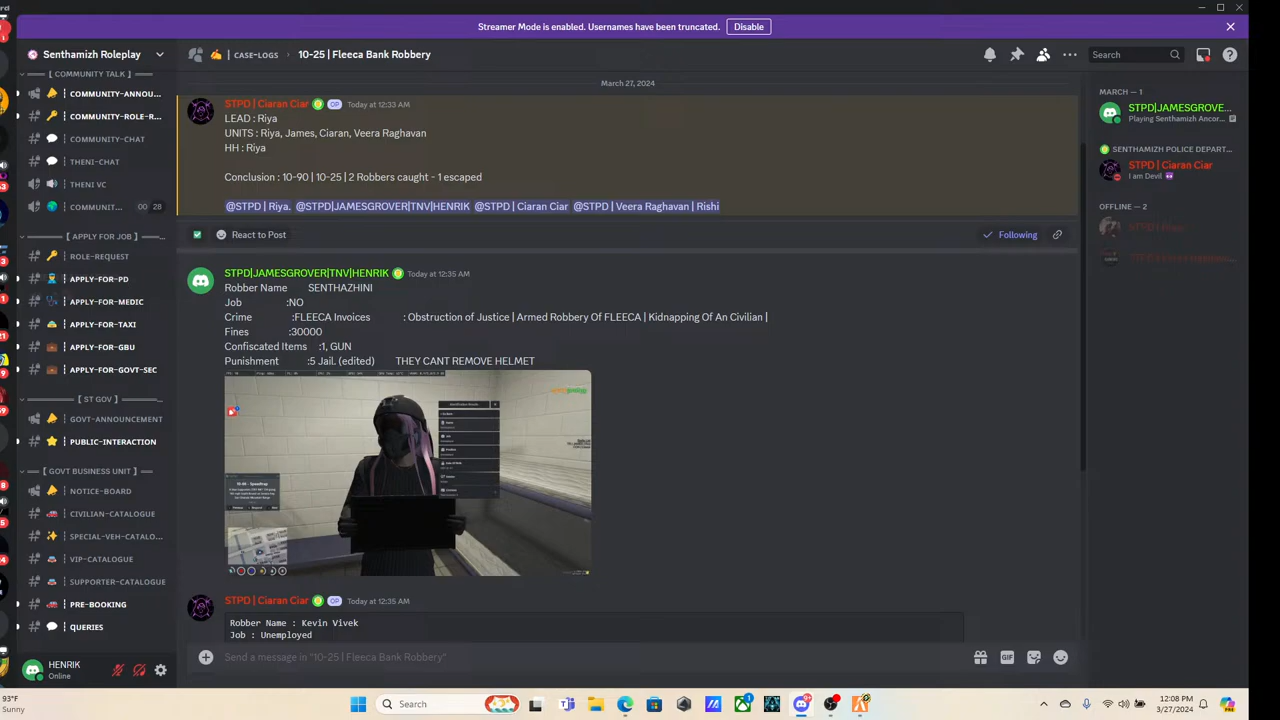 Streamer Mode is enabled. Usernames have been truncated.
Disable
Senthamizh Roleplay
CASE-LOGS
10-25 | Fleeca Bank Robbery
Search
[ COMMUNITY TALK ]
COMMUNITY-ANNOU...
COMMUNITY-ROLE-R...
COMMUNITY-CHAT
THENI-CHAT
THENI VC
COMMUNIT...
00 28
[ APPLY FOR JOB ]
ROLE-REQUEST
APPLY-FOR-PD
APPLY-FOR-MEDIC
APPLY-FOR-TAXI
APPLY-FOR-GBU
APPLY-FOR-GOVT-SEC
[ ST GOV ]
GOVT-ANNOUNCEMENT
PUBLIC-INTERACTION
[ GOVT BUSINESS UNIT ]
NOTICE-BOARD
CIVILIAN-CATALOGUE
SPECIAL-VEH-CATALO...
VIP-CATALOGUE
SUPPORTER-CATALOGUE
PRE-BOOKING
QUERIES
HENRIK
Online
March 27, 2024
STPD | Ciaran Ciar OP Today at 12:33 AM
LEAD : Riya
UNITS : Riya, James, Ciaran, Veera Raghavan
HH : Riya
Conclusion : 10-90 | 10-25 | 2 Robbers caught - 1 escaped
@STPD | Riya. @STPD|JAMESGROVER|TNV|HENRIK @STPD | Ciaran Ciar @STPD | Veera Raghavan | Rishi
React to Post
Following
STPD|JAMESGROVER|TNV|HENRIK Today at 12:35 AM
Robber Name SENTHAZHINI
Job :NO
Crime :FLEECA Invoices : Obstruction of Justice | Armed Robbery Of FLEECA | Kidnapping Of An Civilian |
Fines :30000
Confiscated Items :1, GUN
Punishment :5 Jail. (edited) THEY CANT REMOVE HELMET
STPD | Ciaran Ciar OP Today at 12:35 AM
Robber Name : Kevin Vivek
Job : Unemployed
Send a message in "10-25 | Fleeca Bank Robbery"
GIF
MARCH — 1
STPD|JAMESGROVE...
Playing Senthamizh Ancor...
SENTHAMIZH POLICE DEPART...
STPD | Ciaran Ciar
I am Devil
OFFLINE — 2
93°F
Sunny
Search
12:08 PM
3/27/2024